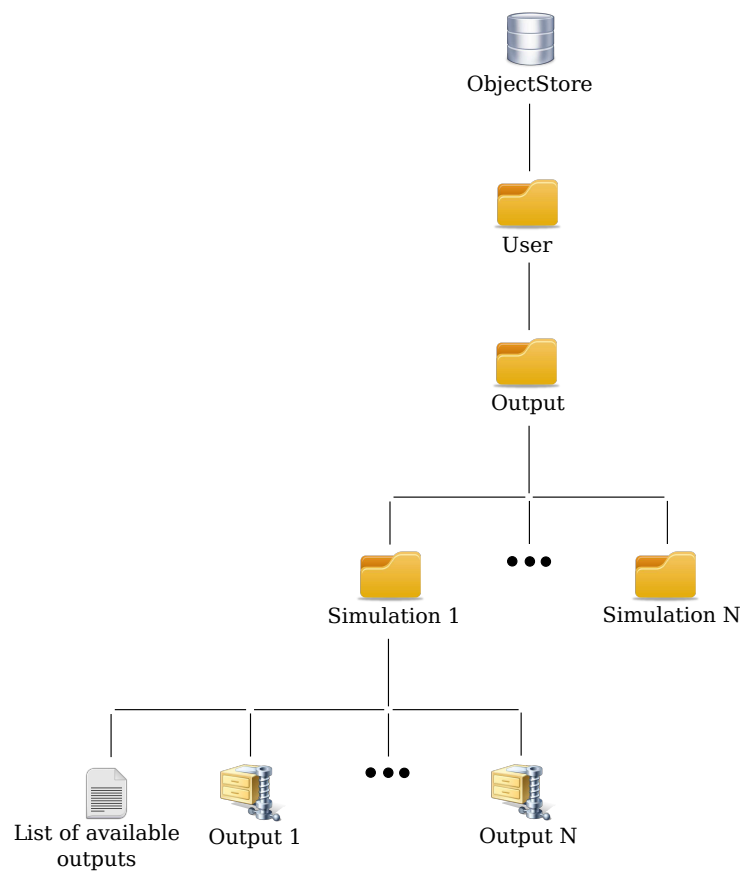 ObjectStore
User
Output
Simulation 1
Simulation N
List of available
outputs
Output 1
Output N